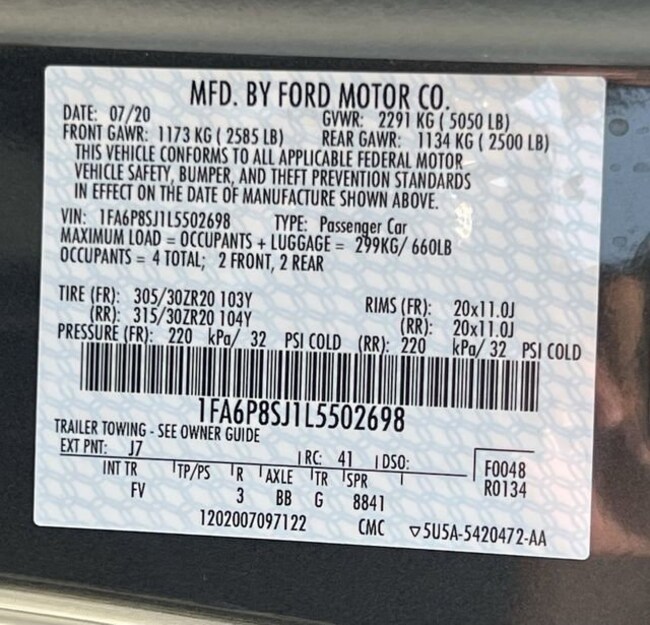 MFD. BY FORD MOTOR CO.
DATE: 07/20 GVWR: 2291 KG ( 5050 LB)
FRONT GAWR: 1173 KG ( 2585 LB) REAR GAWR: 1134 KG ( 2500 LB)
THIS VEHICLE CONFORMS TO ALL APPLICABLE FEDERAL MOTOR
VEHICLE SAFETY, BUMPER, AND THEFT PREVENTION STANDARDS
IN EFFECT ON THE DATE OF MANUFACTURE SHOWN ABOVE.
VIN: 1FA6P8SJ1L5502698 TYPE: Passenger Car
MAXIMUM LOAD = OCCUPANTS + LUGGAGE = 299KG/ 660LB
OCCUPANTS = 4 TOTAL; 2 FRONT, 2 REAR
TIRE (FR): 305/30ZR20 103Y RIMS (FR): 20x11.0J
(RR): 315/30ZR20 104Y (RR): 20x11.0J
PRESSURE (FR): 220 kPa/ 32 PSI COLD (RR): 220 kPa/ 32 PSI COLD
1FA6P8SJ1L5502698
TRAILER TOWING - SEE OWNER GUIDE
EXT PNT: J7 RC: 41 DSO: F0048
INT TR TP/PS R AXLE TR SPR R0134
FV 3 BB G 8841
1202007097122 CMC ▽5U5A-5420472-AA